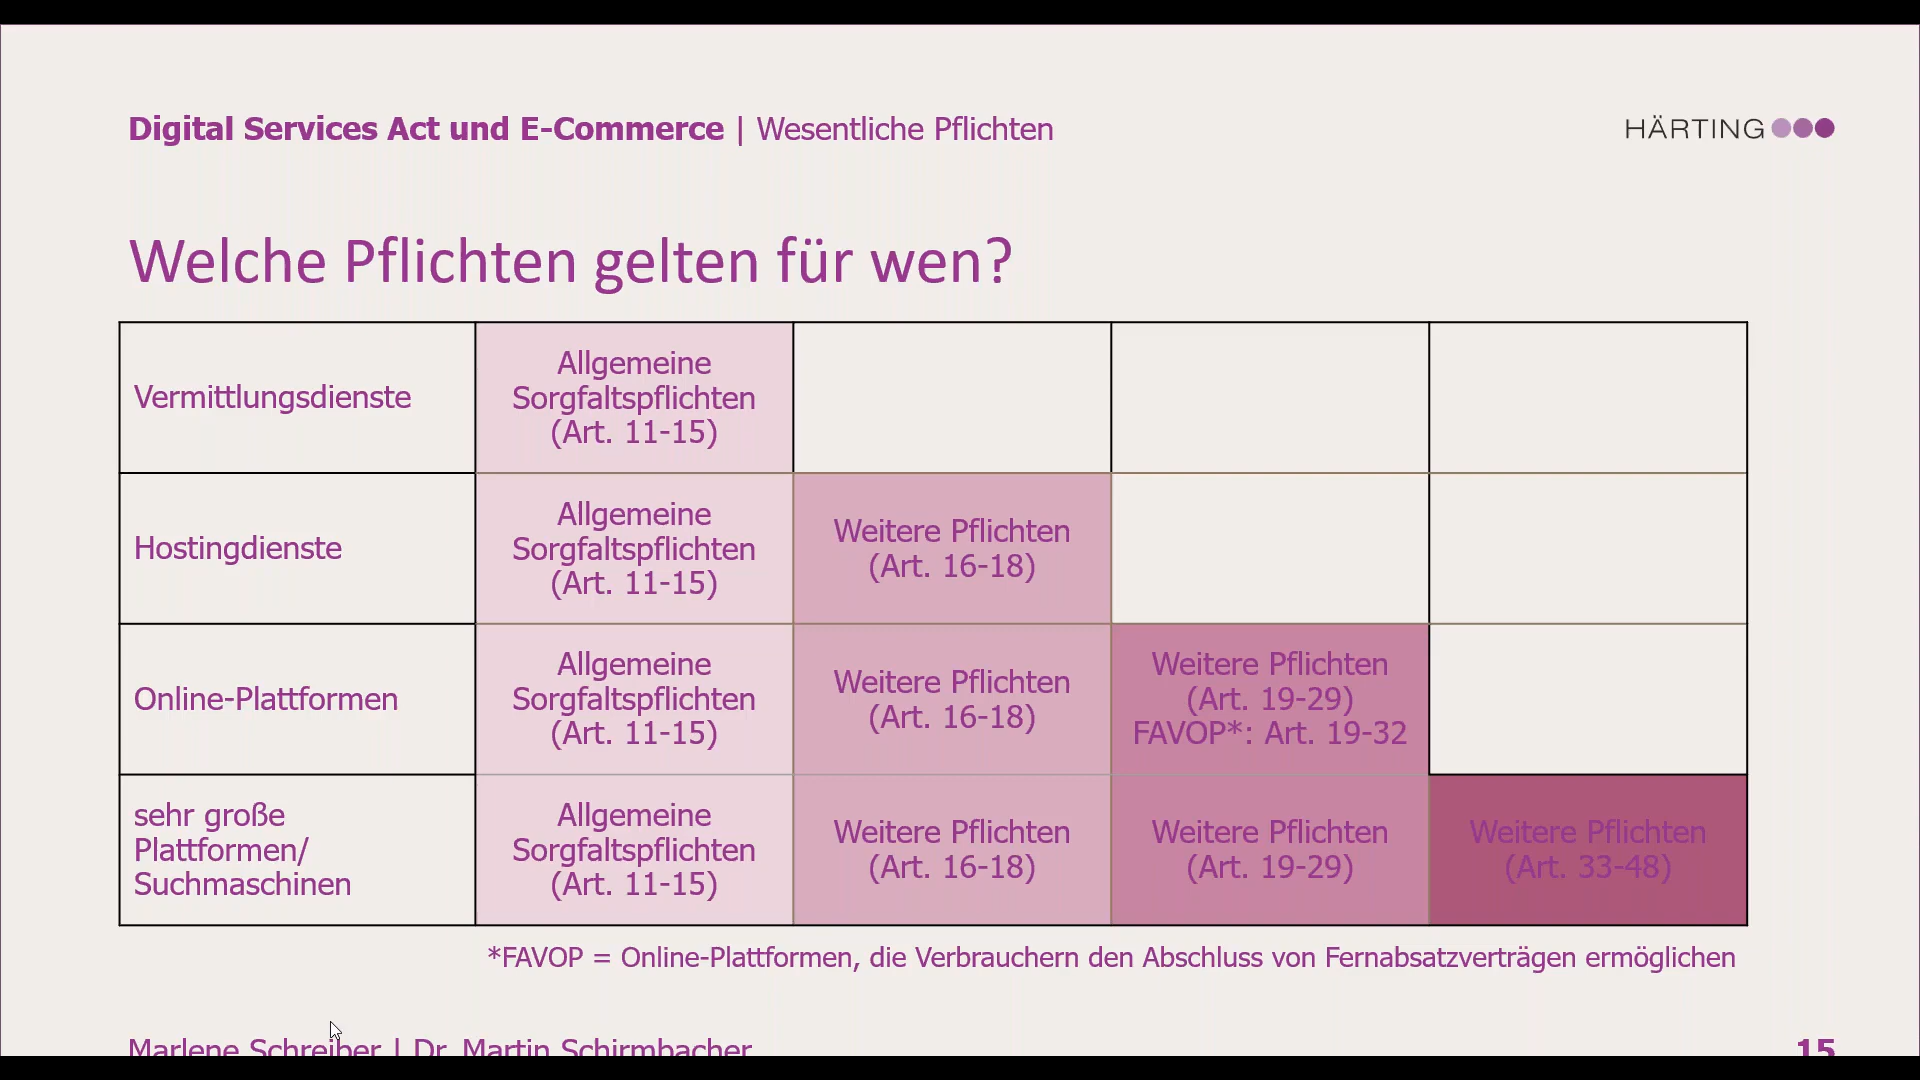 Digital Services Act und E-Commerce | Wesentliche Pflichten
HÄRTING
Welche Pflichten gelten für wen?
Vermittlungsdienste
Allgemeine
Sorgfaltspflichten
(Art. 11-15)
Hostingdienste
Allgemeine
Sorgfaltspflichten
(Art. 11-15)
Weitere Pflichten
(Art. 16-18)
Online-Plattformen
Allgemeine
Sorgfaltspflichten
(Art. 11-15)
Weitere Pflichten
(Art. 16-18)
Weitere Pflichten
(Art. 19-29)
FAVOP*: Art. 19-32
sehr große
Plattformen/
Suchmaschinen
Allgemeine
Sorgfaltspflichten
(Art. 11-15)
Weitere Pflichten
(Art. 16-18)
Weitere Pflichten
(Art. 19-29)
Weitere Pflichten
(Art. 33-48)
*FAVOP = Online-Plattformen, die Verbrauchern den Abschluss von Fernabsatzverträgen ermöglichen
Marlene Schreiber | Dr. Martin Schirmbacher
15